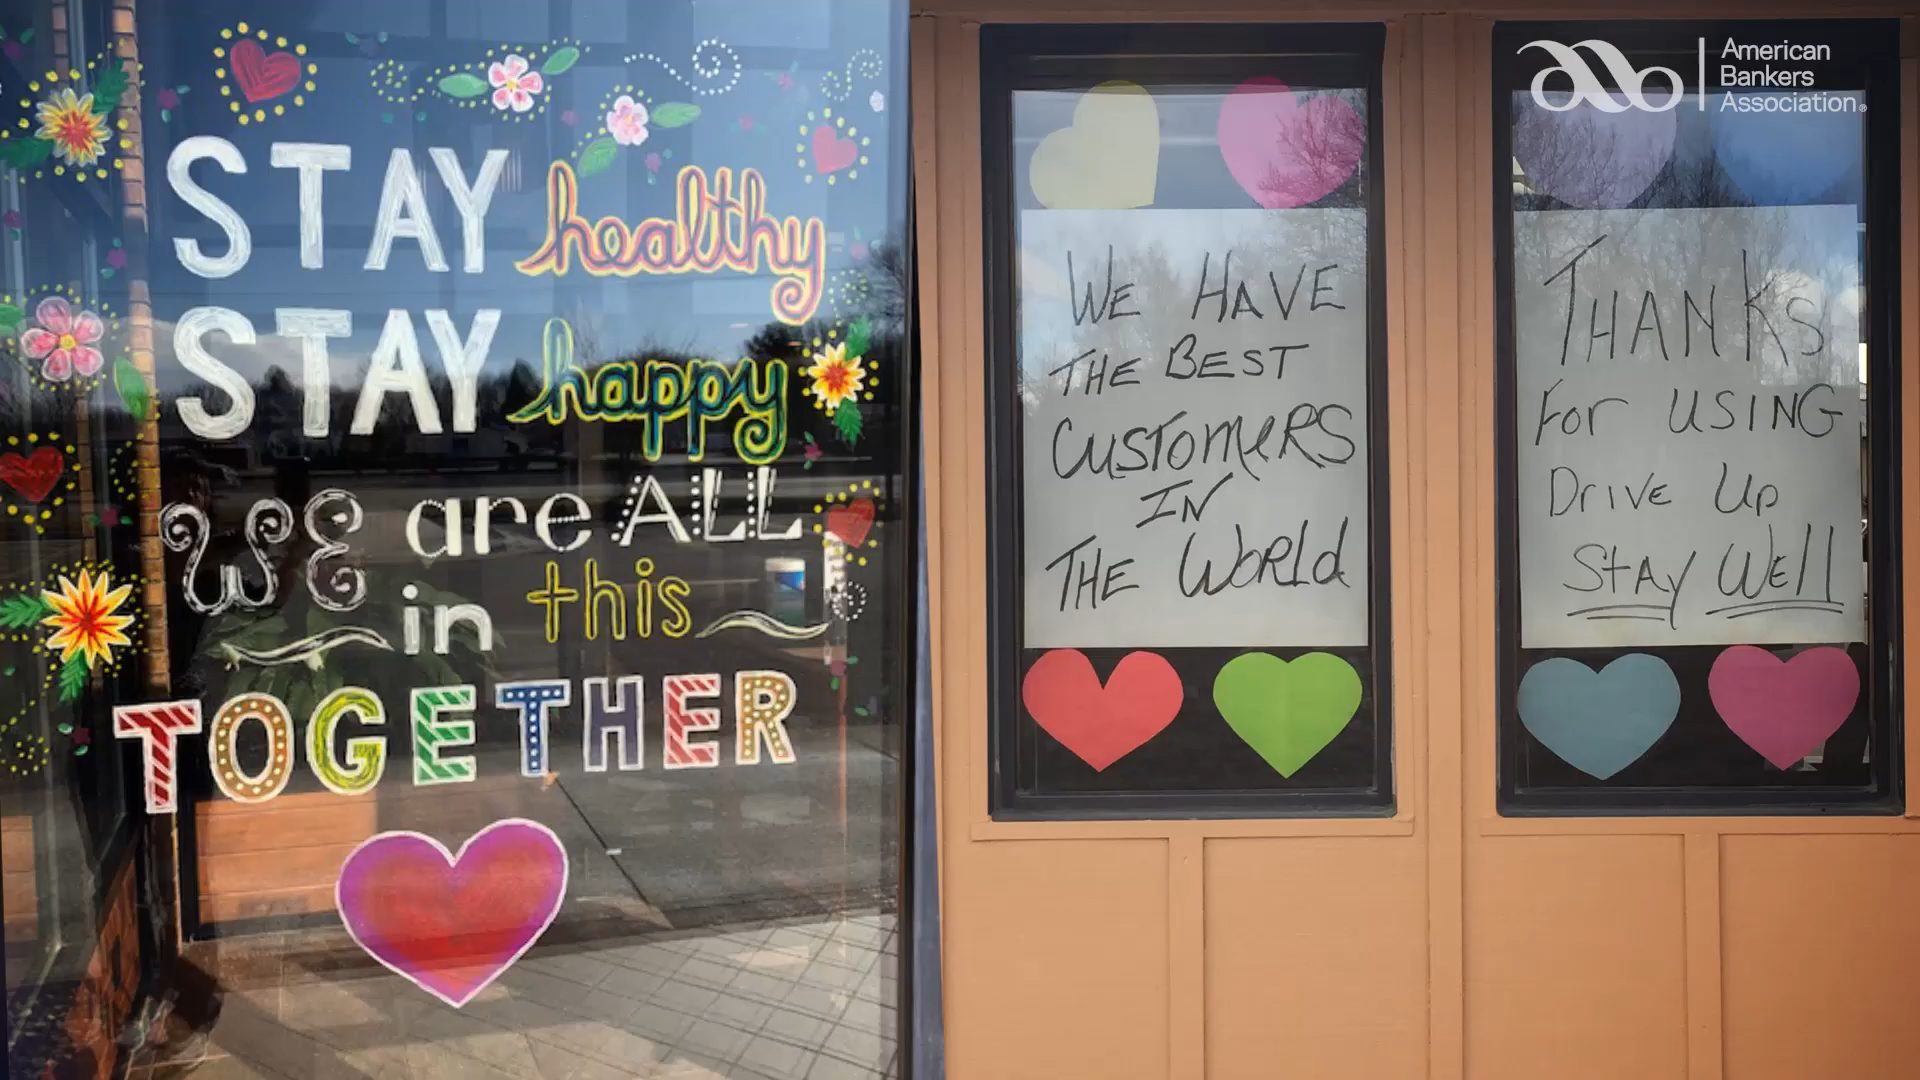 STAY healthy
STAY happy
WE are ALL
in this
TOGETHER
WE HAVE
THE BEST
CUSTOMERS
IN
THE WORLD
THANKS
For USING
Drive Up
Stay Well
American
Bankers
Association®